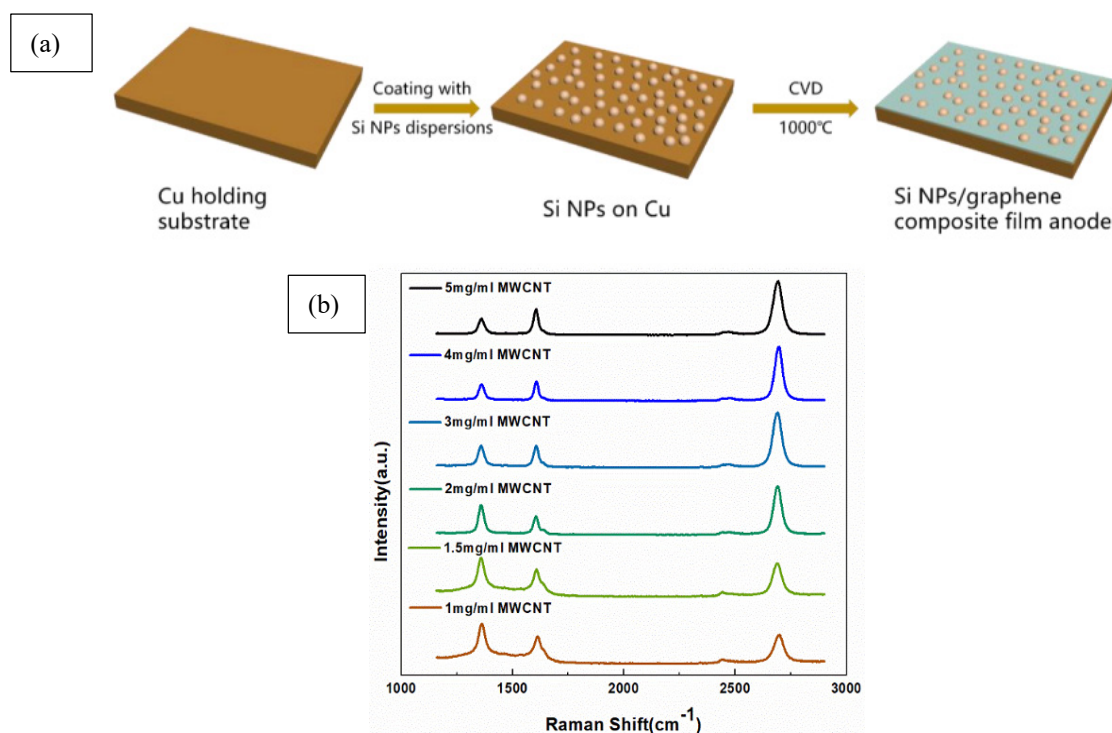 (a)
Coating with
Si NPs dispersions
CVD
1000℃
Cu holding
substrate
Si NPs on Cu
Si NPs/graphene
composite film anode
(b)
5mg/ml MWCNT
4mg/ml MWCNT
3mg/ml MWCNT
2mg/ml MWCNT
1.5mg/ml MWCNT
1mg/ml MWCNT
Intensity(a.u.)
1000 1500 2000 2500 3000
Raman Shift(cm⁻¹)